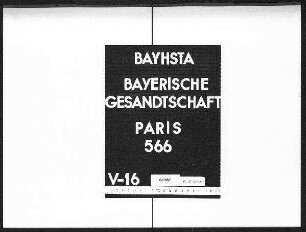 BAYHSTA
BAYERISCHE
GESANDTSCHAFT
PARIS
566
V-16